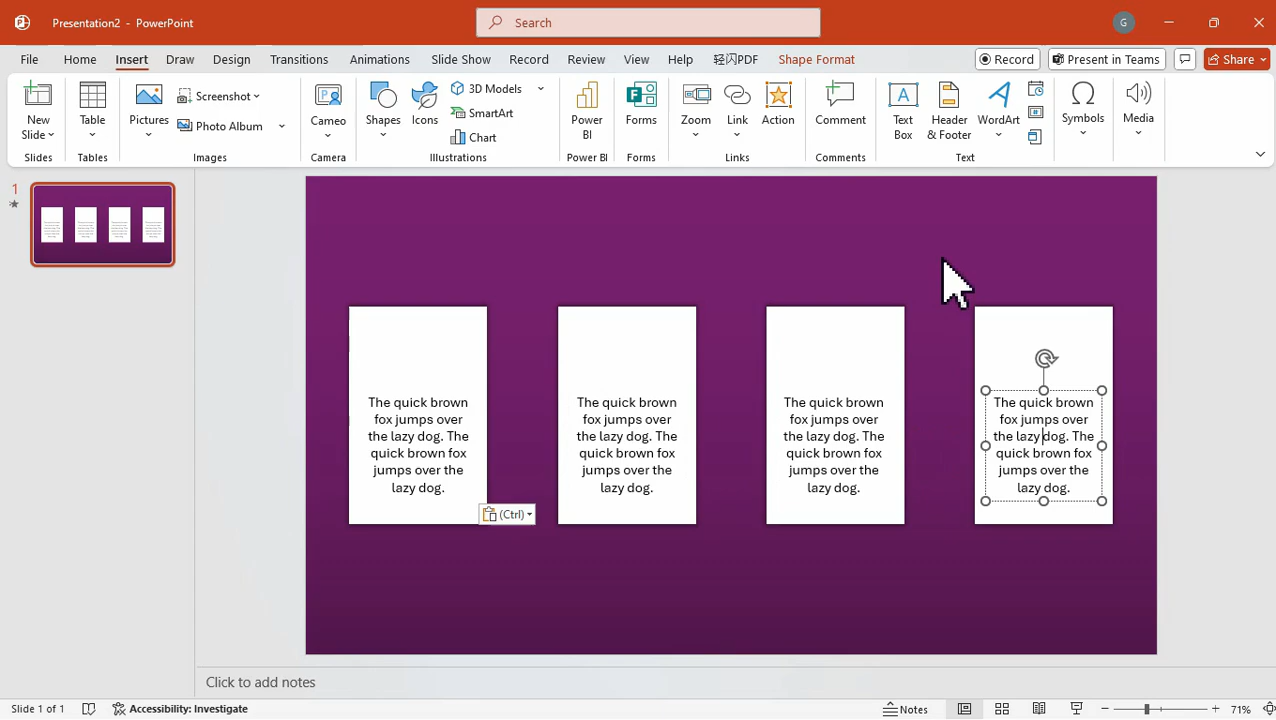 Presentation2 - PowerPoint
Search
G
File Home Insert Draw Design Transitions Animations Slide Show Record Review View Help 轻闪PDF Shape Format
Record Present in Teams Share
New Slide
Table
Pictures
Screenshot
Photo Album
Cameo
Shapes
Icons
3D Models
SmartArt
Chart
Power BI
Forms
Zoom
Link
Action
Comment
Text Box
Header & Footer
WordArt
Symbols
Media
Slides Tables Images Camera Illustrations Power BI Forms Links Comments Text
1
The quick brown
fox jumps over
the lazy dog. The
quick brown fox
jumps over the
lazy dog.
The quick brown
fox jumps over
the lazy dog. The
quick brown fox
jumps over the
lazy dog.
The quick brown
fox jumps over
the lazy dog. The
quick brown fox
jumps over the
lazy dog.
The quick brown
fox jumps over
the lazy dog. The
quick brown fox
jumps over the
lazy dog.
(Ctrl)
Click to add notes
Slide 1 of 1 Accessibility: Investigate Notes 71%